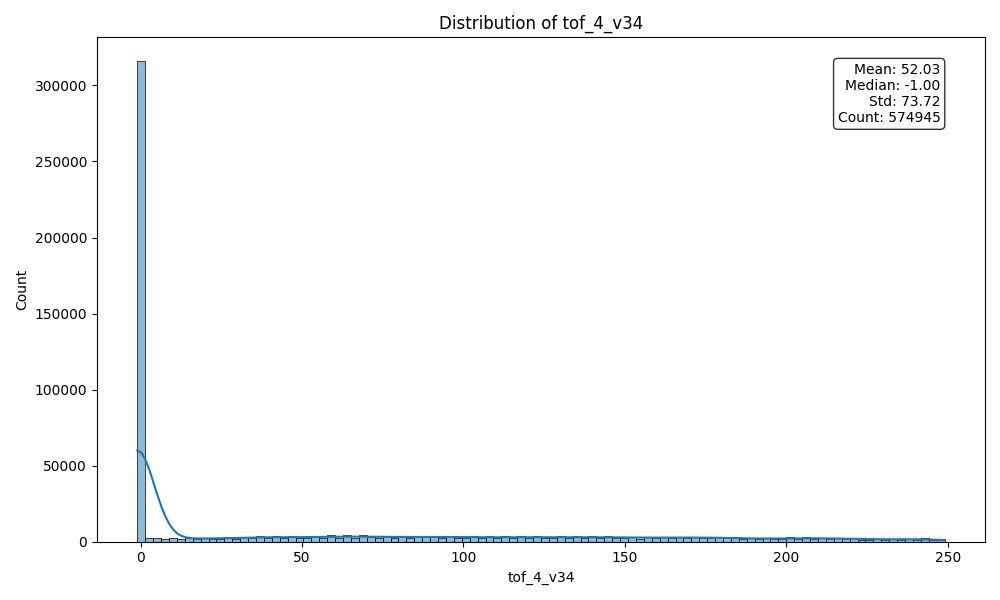 Distribution of tof_4_v34
Mean: 52.03
Median: -1.00
Std: 73.72
Count: 574945
300000
250000
200000
150000
100000
50000
0
Count
0 50 100 150 200 250
tof_4_v34